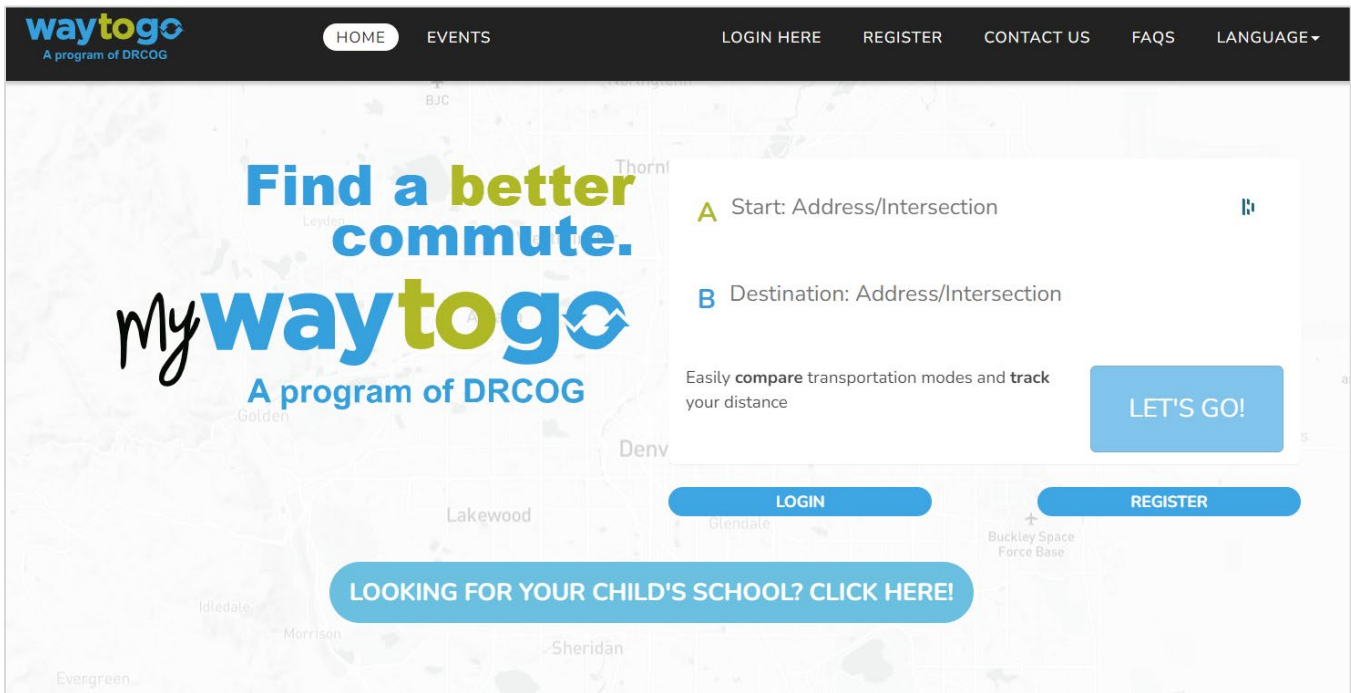 waytogo
A program of DRCOG
HOME
EVENTS
LOGIN HERE
REGISTER
CONTACT US
FAQS
LANGUAGE
BJC
Find a better
commute.
Thornt
Leyden
my waytogo
A program of DRCOG
Golden
A Start: Address/Intersection
B Destination: Address/Intersection
Easily compare transportation modes and track
your distance
LET'S GO!
Denv
LOGIN
REGISTER
Lakewood
Glendale
Buckley Space
Force Base
LOOKING FOR YOUR CHILD'S SCHOOL? CLICK HERE!
Idledale
Morrison
Sheridan
Evergreen